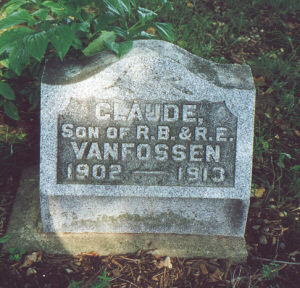 CLAUDE,
SON OF R.B. & R.E.
VANFOSSEN
1902 — 1913